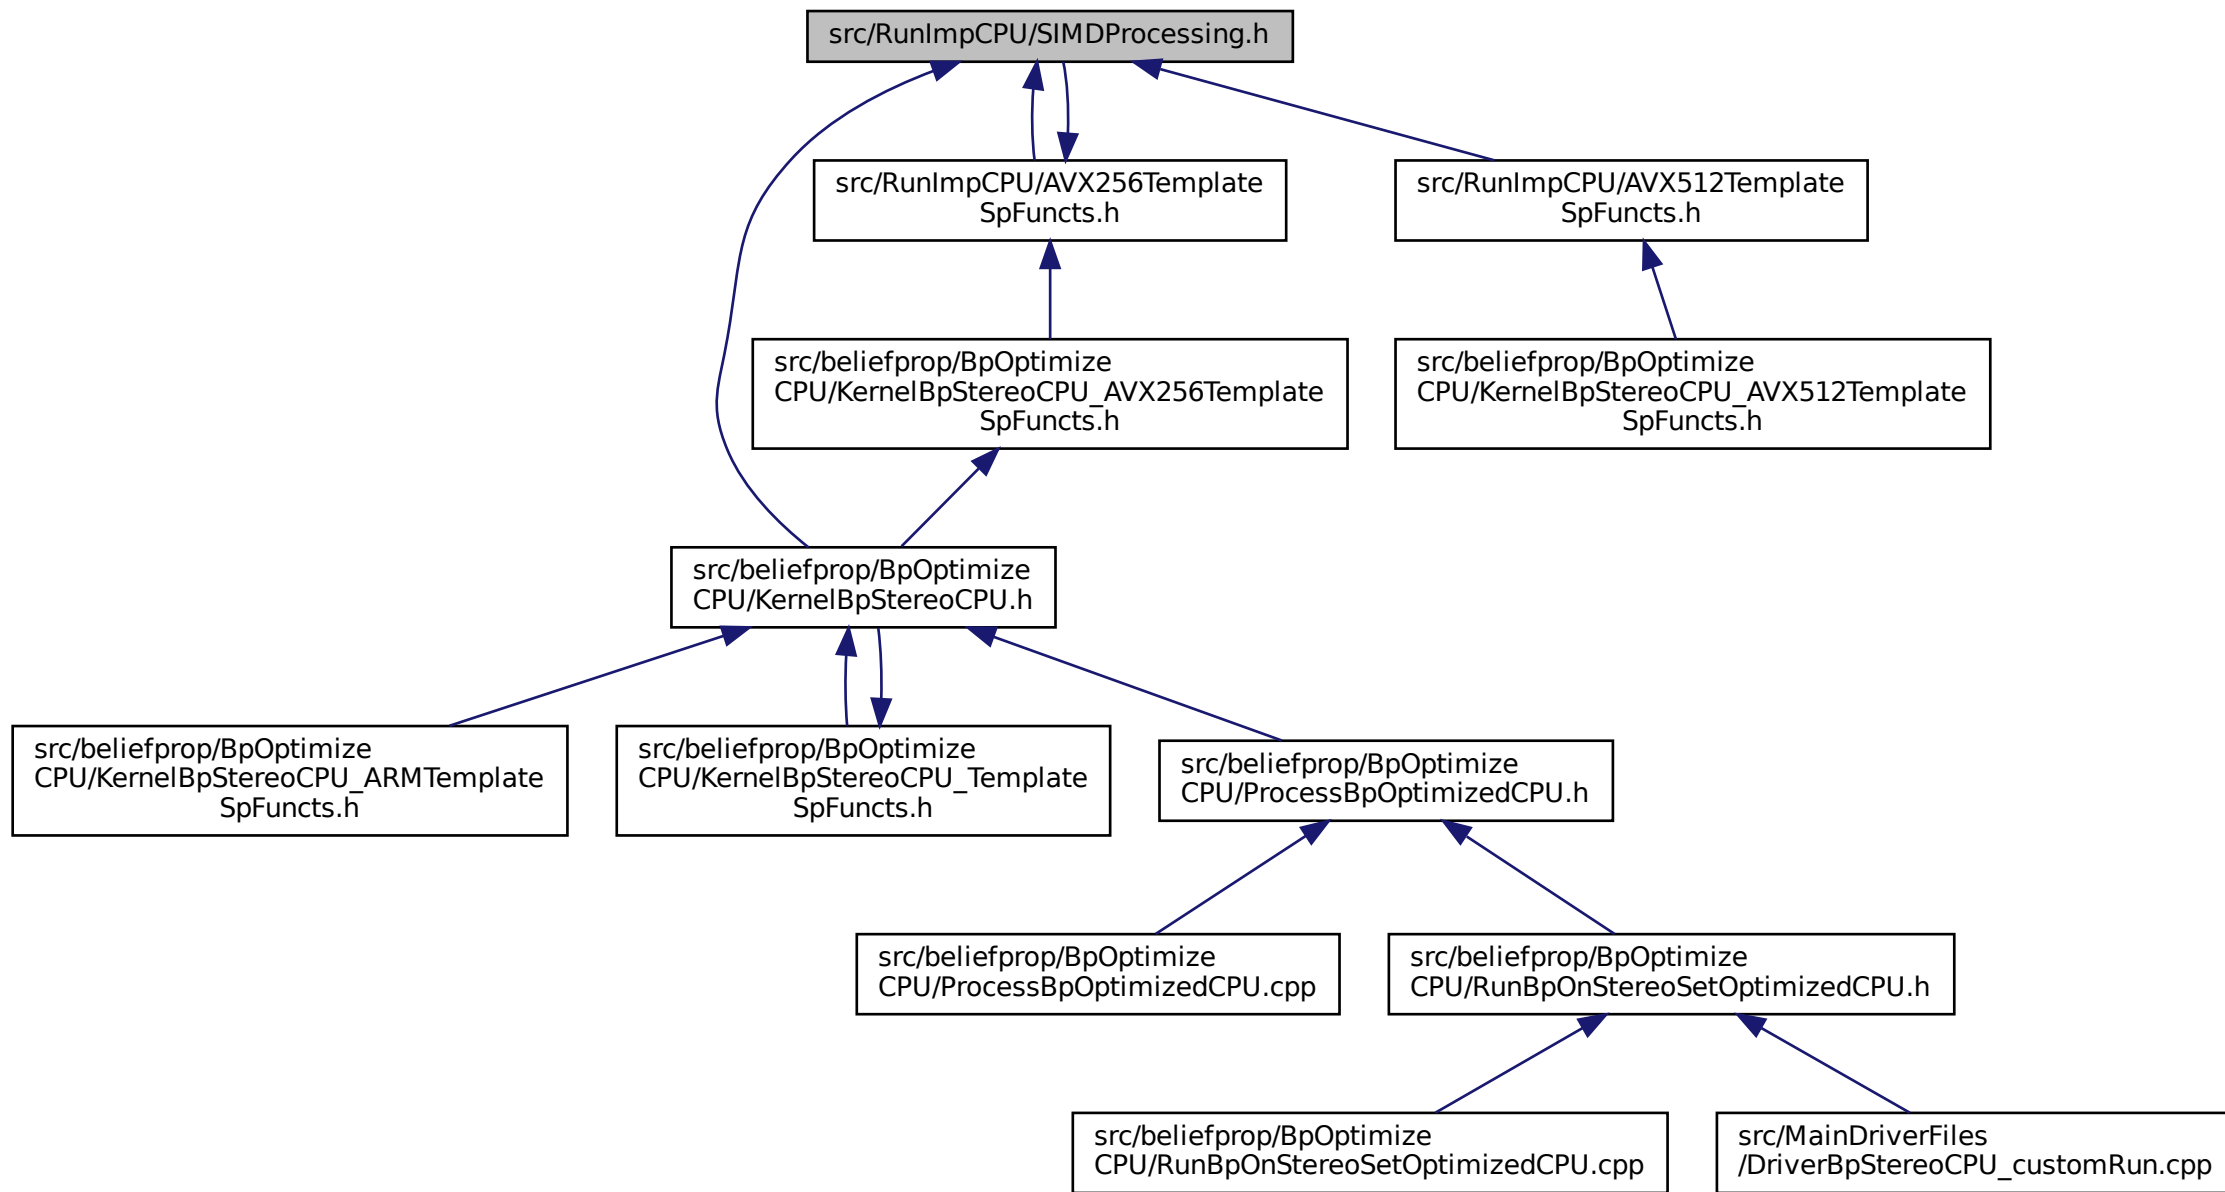 src/RunImpCPU/SIMDProcessing.h
src/RunImpCPU/AVX256Template
SpFuncts.h
src/RunImpCPU/AVX512Template
SpFuncts.h
src/beliefprop/BpOptimize
CPU/KernelBpStereoCPU_AVX256Template
SpFuncts.h
src/beliefprop/BpOptimize
CPU/KernelBpStereoCPU_AVX512Template
SpFuncts.h
src/beliefprop/BpOptimize
CPU/KernelBpStereoCPU.h
src/beliefprop/BpOptimize
CPU/KernelBpStereoCPU_ARMTemplate
SpFuncts.h
src/beliefprop/BpOptimize
CPU/KernelBpStereoCPU_Template
SpFuncts.h
src/beliefprop/BpOptimize
CPU/ProcessBpOptimizedCPU.h
src/beliefprop/BpOptimize
CPU/ProcessBpOptimizedCPU.cpp
src/beliefprop/BpOptimize
CPU/RunBpOnStereoSetOptimizedCPU.h
src/beliefprop/BpOptimize
CPU/RunBpOnStereoSetOptimizedCPU.cpp
src/MainDriverFiles
/DriverBpStereoCPU_customRun.cpp